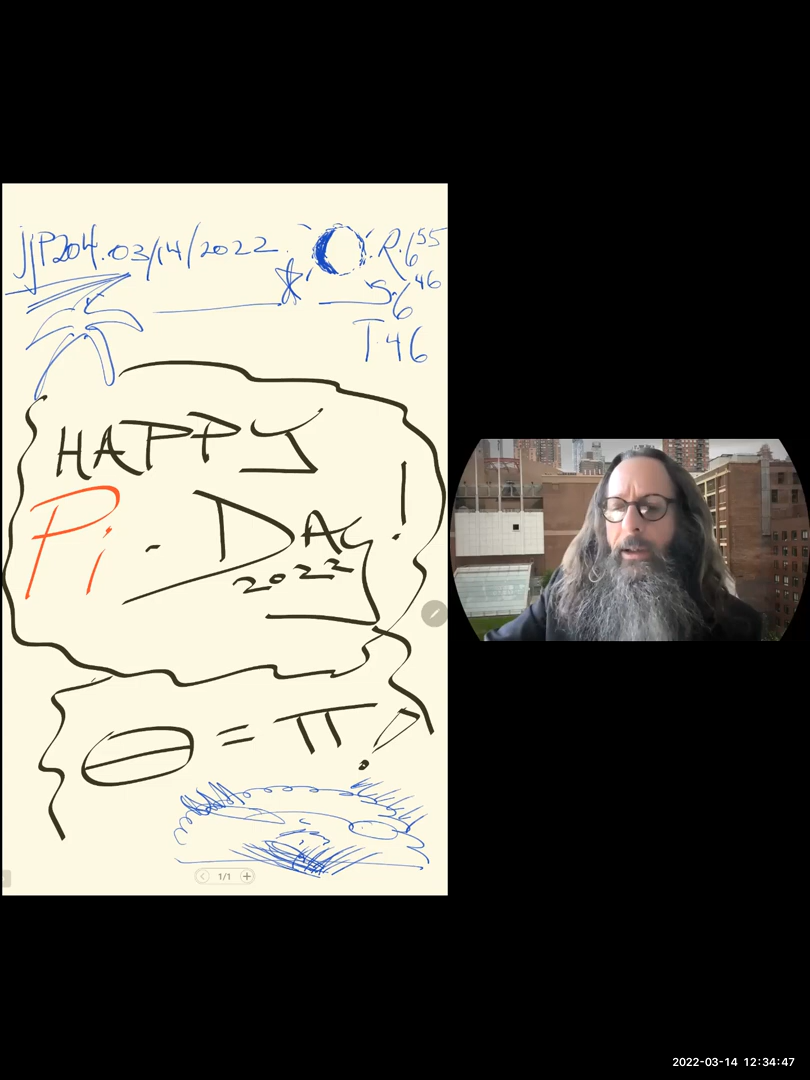 jjP204.03/14/2022. R.6 55
S.6 46
T.46
HAPPY
Pi-DAy!
2022
θ=π!
1/1
2022-03-14 12:34:47